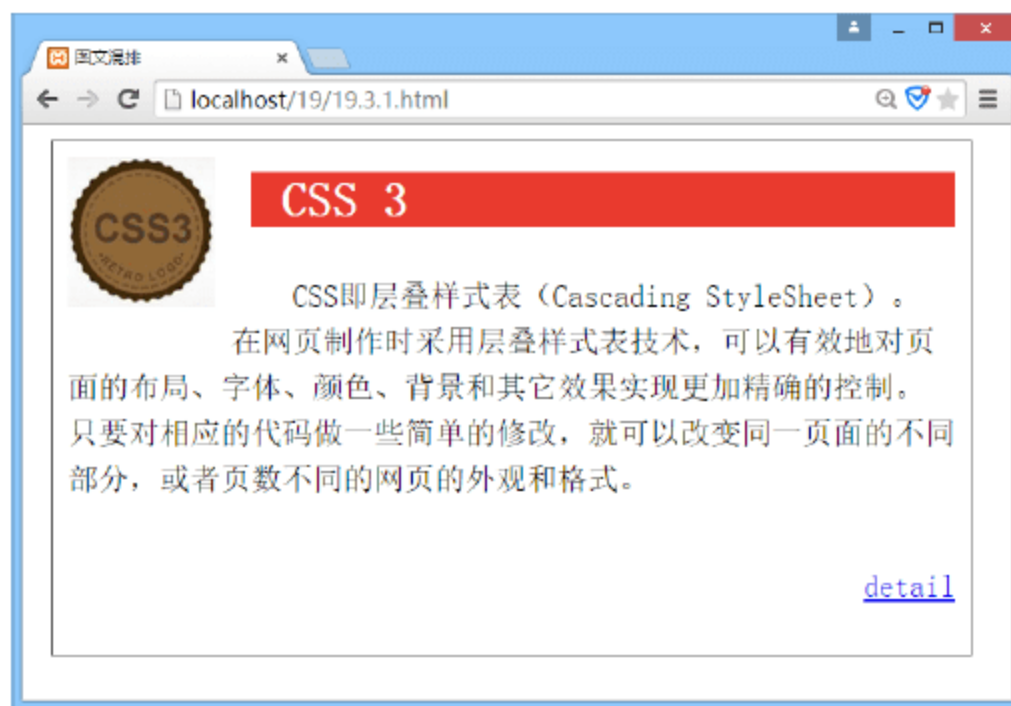 图文混排
localhost/19/19.3.1.html
CSS3
RETRO LOGO
CSS 3
CSS即层叠样式表（Cascading StyleSheet）。
在网页制作时采用层叠样式表技术，可以有效地对页
面的布局、字体、颜色、背景和其它效果实现更加精确的控制。
只要对相应的代码做一些简单的修改，就可以改变同一页面的不同
部分，或者页数不同的网页的外观和格式。
detail